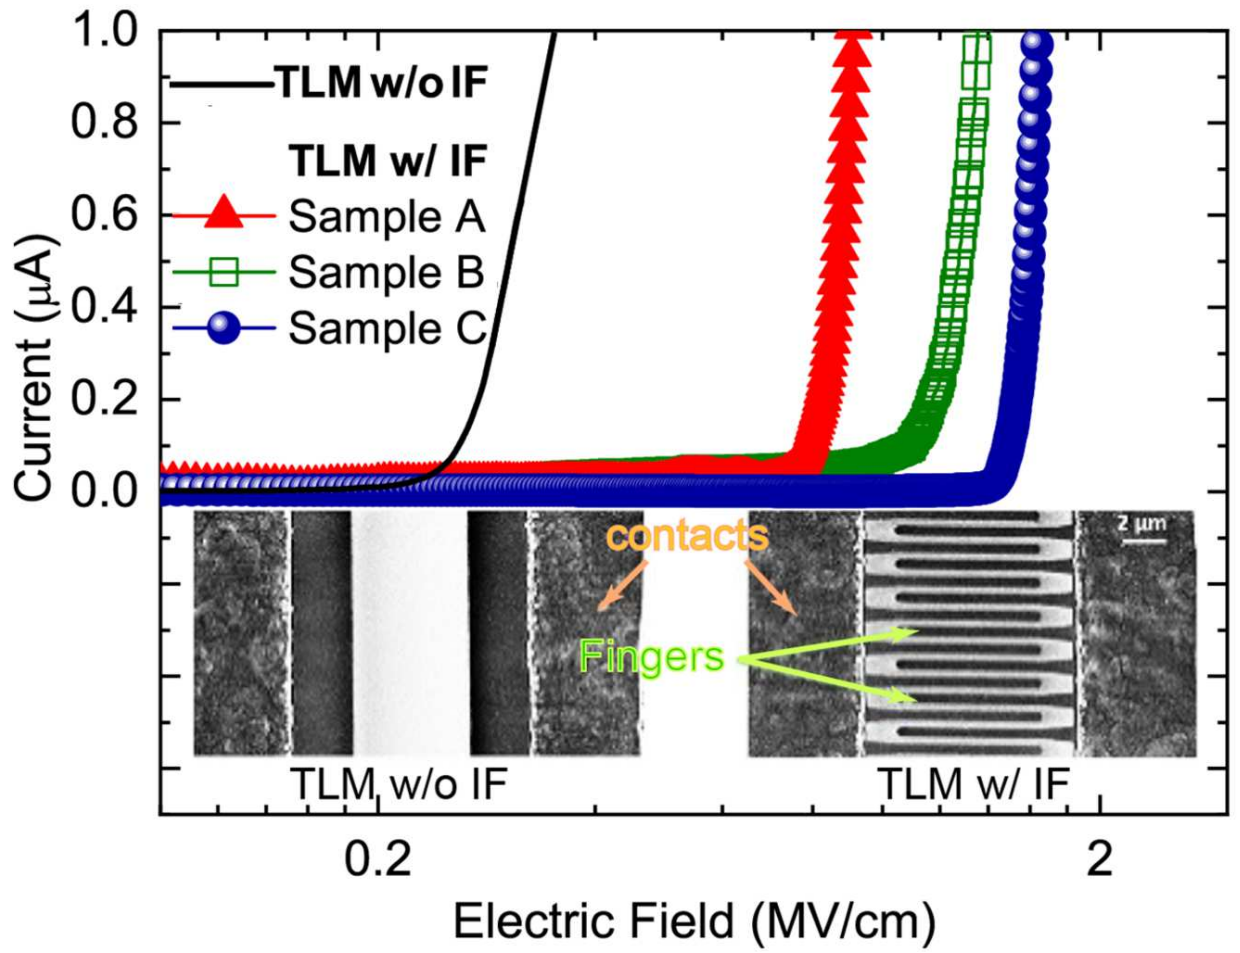 1.0
0.8
0.6
0.4
0.2
0.0
Current (μA)
TLM w/o IF
TLM w/ IF
Sample A
Sample B
Sample C
contacts
Fingers
2 μm
TLM w/o IF
TLM w/ IF
0.2
2
Electric Field (MV/cm)